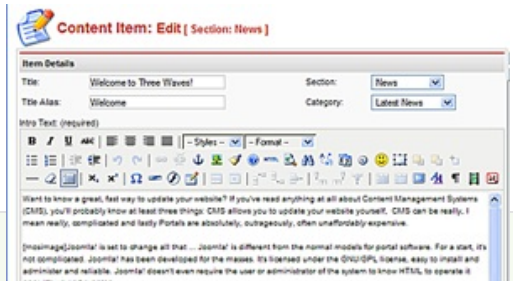 Content Item: Edit [ Section: News ]
Item Details
Title: Welcome to Three Waves! Section: News
Title Alias: Welcome Category: Latest News
Intro Text: (required)
B I U ABC -- Styles -- -- Format --
Want to know a great, fast way to update your website? If you've read anything at all about Content Management Systems
(CMS), you'll probably know at least three things: CMS allows you to update your website yourself, CMS can be really, I
mean really, complicated and lastly Portals are absolutely, outrageously, often unaffordably expensive.
[mosimage]Joomla! is set to change all that ... Joomla! is different from the normal models for portal software. For a start, it's
not complicated. Joomla! has been developed for the masses. It's licensed under the GNU/GPL license, easy to install and
administer and reliable. Joomla! doesn't even require the user or administrator of the system to know HTML to operate it